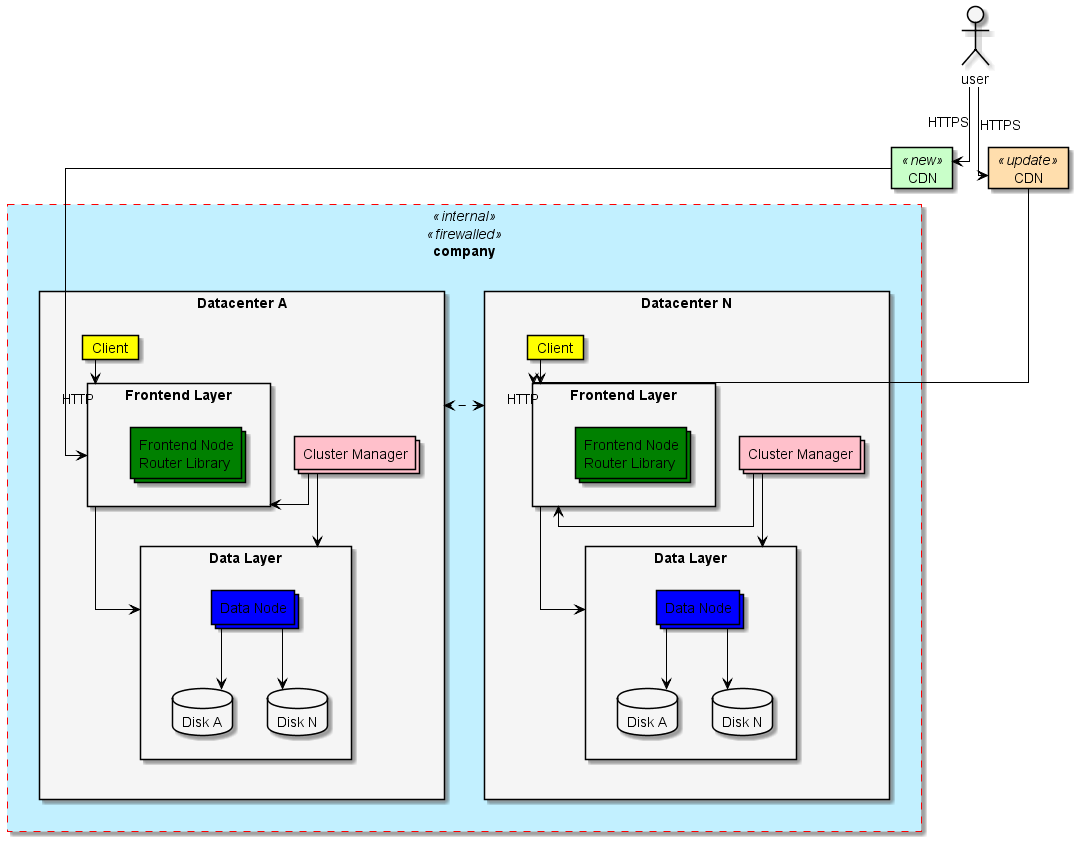 user
HTTPS
HTTPS
«new»
CDN
«update»
CDN
«internal»
«firewalled»
company
Datacenter A
Client
HTTP
Frontend Layer
Frontend Node
Router Library
Cluster Manager
Data Layer
Data Node
Disk A
Disk N
Datacenter N
Client
HTTP
Frontend Layer
Frontend Node
Router Library
Cluster Manager
Data Layer
Data Node
Disk A
Disk N